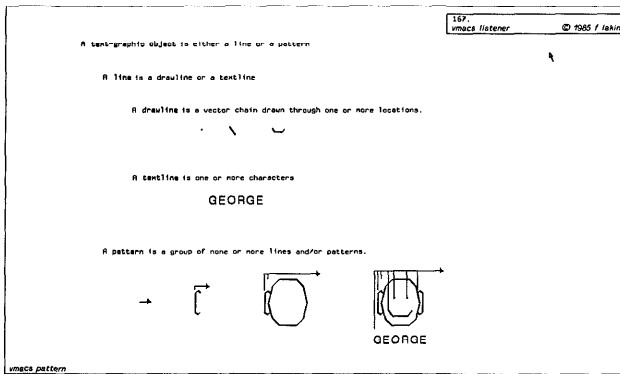 167.
vmacs listener © 1985 f lakin
A text-graphic object is either a line or a pattern
A line is a drawline or a textline
A drawline is a vector chain drawn through one or more locations.
A textline is one or more characters
GEORGE
A pattern is a group of none or more lines and/or patterns.
GEORGE
vmacs pattern